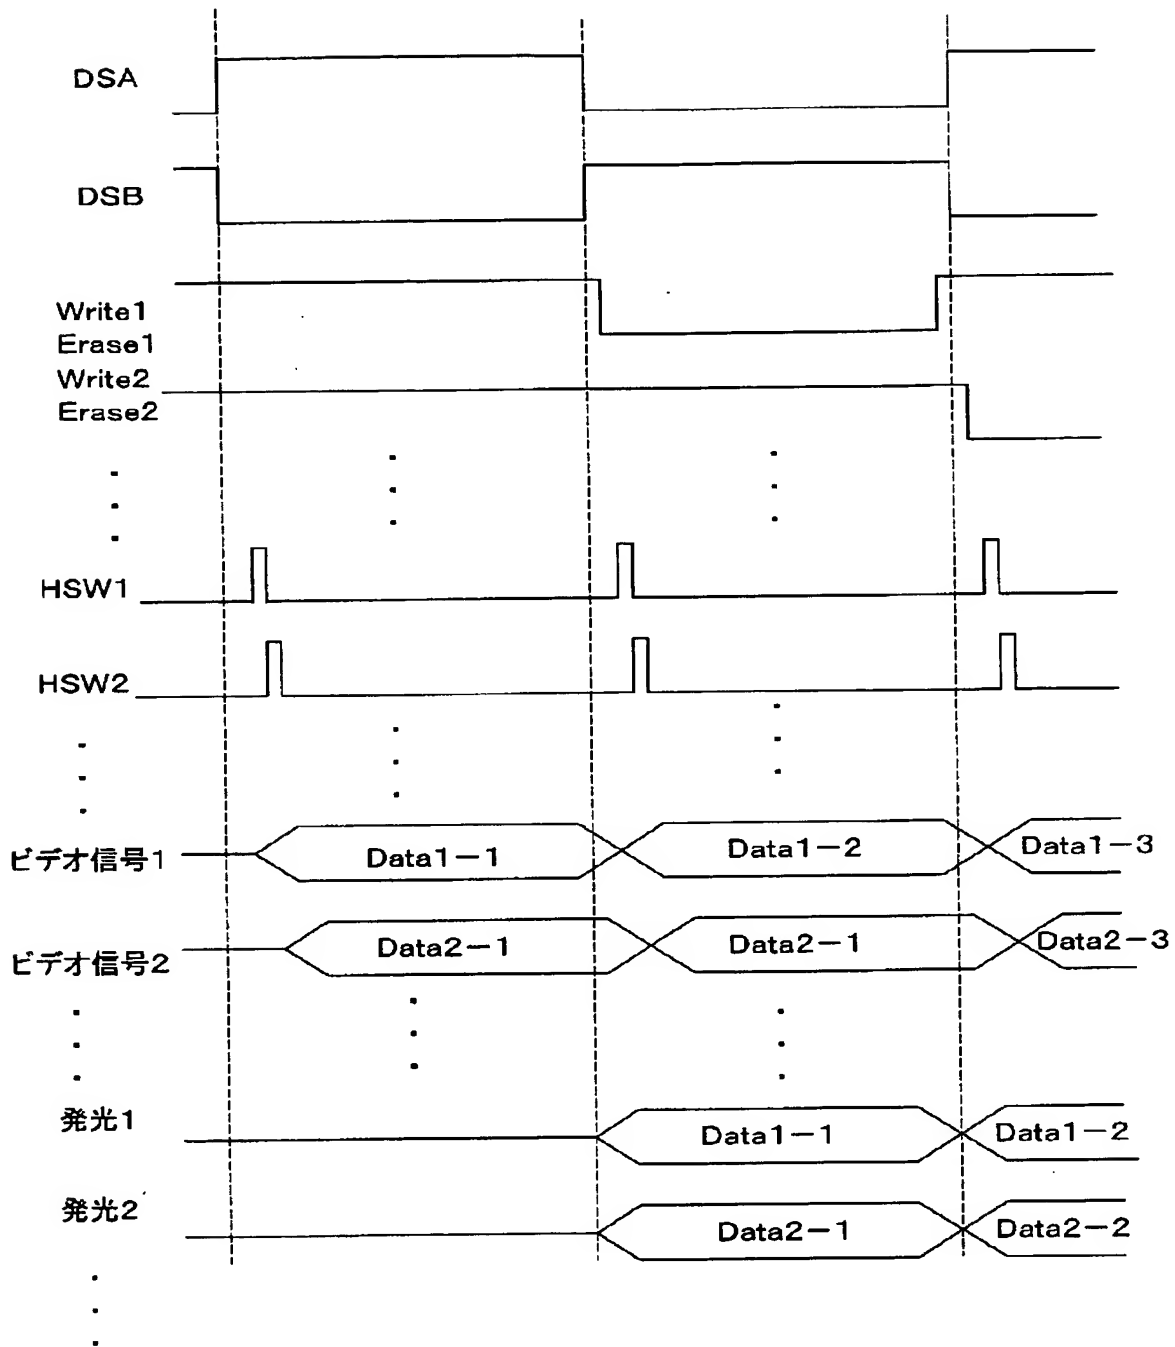 DSA
DSB
Write1
Erase1
Write2
Erase2
HSW1
HSW2
ビデオ信号1
Data1-1
Data1-2
Data1-3
ビデオ信号2
Data2-1
Data2-1
Data2-3
発光1
Data1-1
Data1-2
発光2
Data2-1
Data2-2